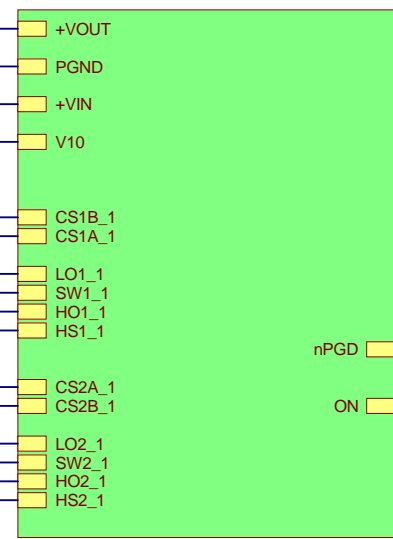 +VOUT
PGND
+VIN
V10
CS1B_1
CS1A_1
LO1_1
SW1_1
HO1_1
HS1_1
nPGD
CS2A_1
CS2B_1
ON
LO2_1
SW2_1
HO2_1
HS2_1